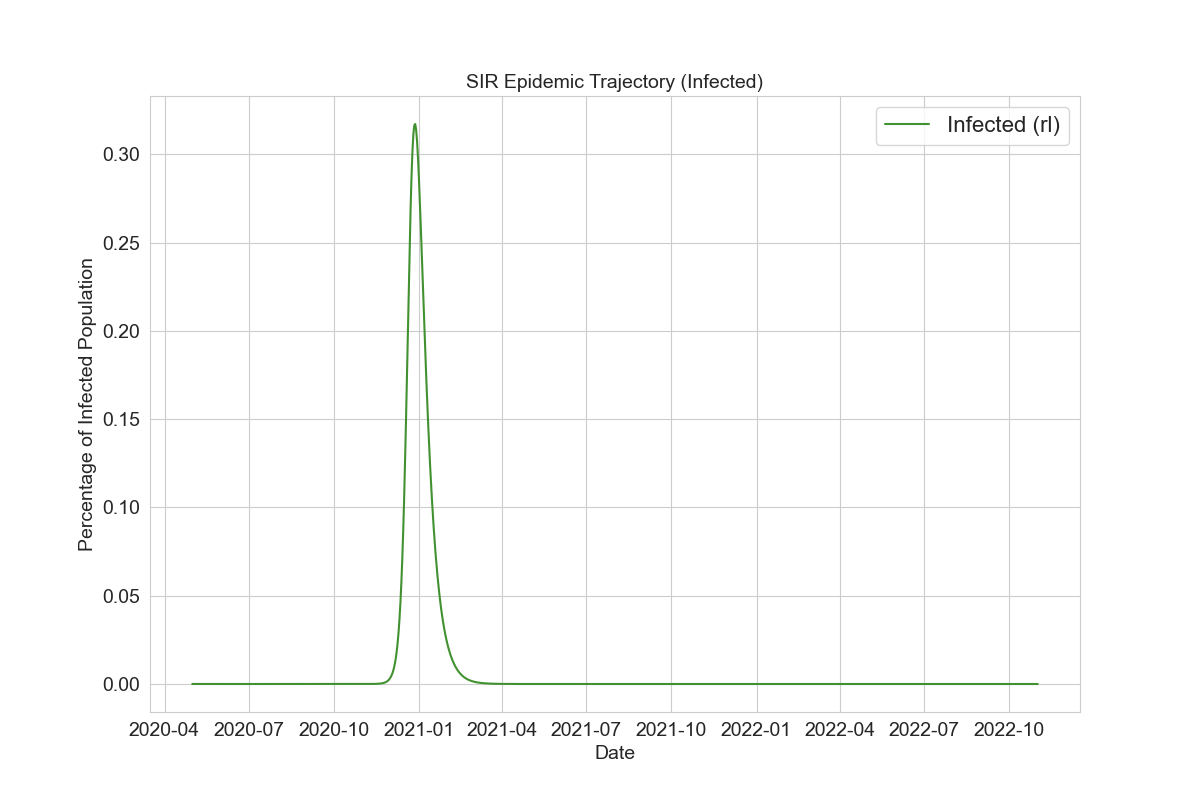 SIR Epidemic Trajectory (Infected)
Infected (rl)
Percentage of Infected Population
0.30
0.25
0.20
0.15
0.10
0.05
0.00
2020-04 2020-07 2020-10 2021-01 2021-04 2021-07 2021-10 2022-01 2022-04 2022-07 2022-10
Date